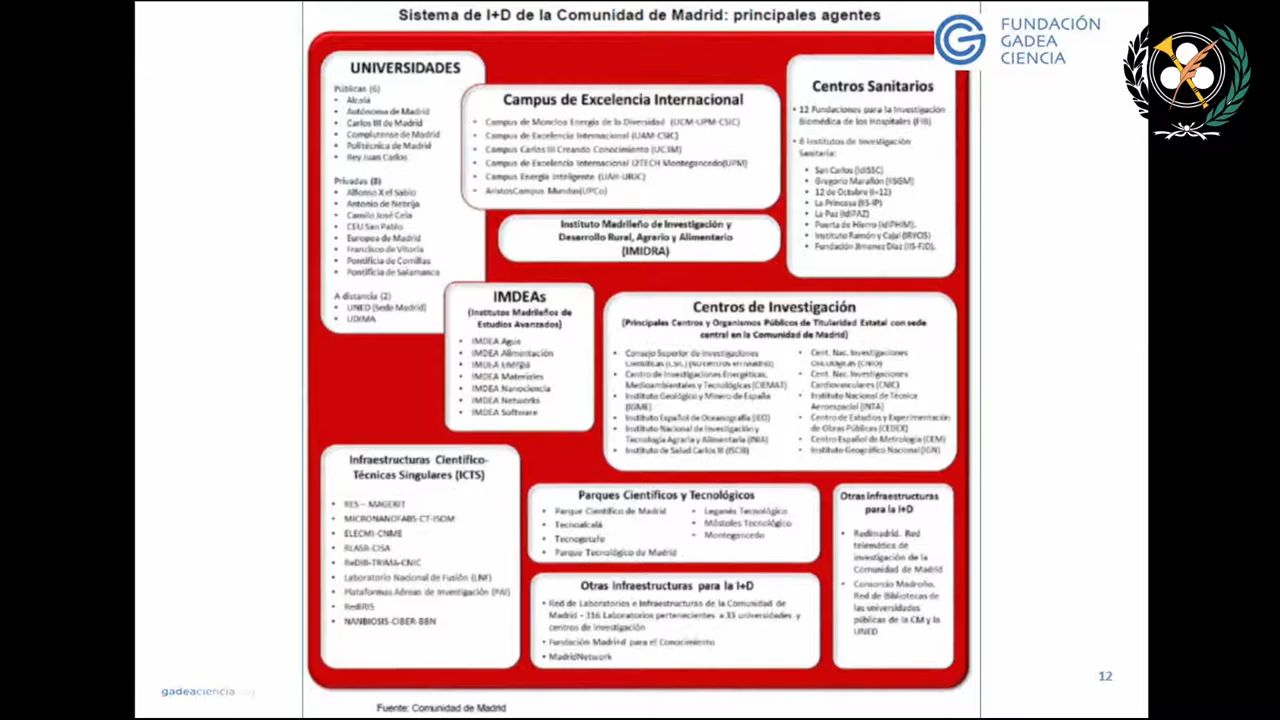 Sistema de I+D de la Comunidad de Madrid: principales agentes
FUNDACIÓN
GADEA
CIENCIA
UNIVERSIDADES
Públicas (6)
• Alcalá
• Autónoma de Madrid
• Carlos III de Madrid
• Complutense de Madrid
• Politécnica de Madrid
• Rey Juan Carlos
Privadas (8)
• Alfonso X el Sabio
• Antonio de Nebrija
• Camilo José Cela
• CEU San Pablo
• Europea de Madrid
• Francisco de Vitoria
• Pontificia de Comillas
• Pontificia de Salamanca
A distancia (2)
• UNED (Sede Madrid)
• UDIMA
Campus de Excelencia Internacional
• Campus de Moncloa Energía de la Diversidad (UCM-UPM-CSIC)
• Campus de Excelencia Internacional (UAM-CSIC)
• Campus Carlos III Creando Conocimiento (UC3M)
• Campus de Excelencia Internacional I2TECH Montegancedo(UPM)
• Campus Energía Inteligente (UAH-URJC)
• AristosCampus Mundus(UPCo)
Instituto Madrileño de Investigación y
Desarrollo Rural, Agrario y Alimentario
(IMIDRA)
Centros Sanitarios
• 12 Fundaciones para la Investigación
Biomédica de los Hospitales (FIB)
• 8 Institutos de Investigación
Sanitaria:
• San Carlos (IdISSC)
• Gregorio Marañón (IISGM)
• 12 de Octubre (I+12)
• La Princesa (IIS-IP)
• La Paz (IdiPAZ)
• Puerta de Hierro (IDIPHIM).
• Instituto Ramón y Cajal (IRYCIS)
• Fundación Jimenez Díaz (IIS-FJD).
IMDEAs
(Institutos Madrileños de
Estudios Avanzados)
• IMDEA Agua
• IMDEA Alimentación
• IMDEA Energía
• IMDEA Materiales
• IMDEA Nanociencia
• IMDEA Networks
• IMDEA Software
Centros de Investigación
(Principales Centros y Organismos Públicos de Titularidad Estatal con sede
central en la Comunidad de Madrid)
• Consejo Superior de Investigaciones
Científicas (CSIC)
• Centro de Investigaciones Energéticas,
Medioambientales y Tecnológicas (CIEMAT)
• Instituto Geológico y Minero de España
(IGME)
• Instituto Español de Oceanografía (IEO)
• Instituto Nacional de Investigación y
Tecnología Agraria y Alimentaria (INIA)
• Instituto de Salud Carlos III (ISCIII)
• Cent. Nac. Investigaciones
Oncológicas (CNIO)
• Cent. Nac. Investigaciones
Cardiovasculares (CNIC)
• Instituto Nacional de Técnica
Aeroespacial (INTA)
• Centro de Estudios y Experimentación
de Obras Públicas (CEDEX)
• Centro Español de Metrología (CEM)
• Instituto Geográfico Nacional (IGN)
Infraestructuras Científico-
Técnicas Singulares (ICTS)
• RES – MAGERIT
• MICRONANOFABS-CT-ISOM
• ELECMI-CNME
• RLASB-CISA
• ReDIB-TRIMA-CNIC
• Laboratorio Nacional de Fusión (LNF)
• Plataformas Aéreas de Investigación (PAI)
• RedIRIS
• NANBIOSIS-CIBER-BBN
Parques Científicos y Tecnológicos
• Parque Científico de Madrid
• Tecnoalcalá
• Tecnogetafe
• Parque Tecnológico de Madrid
• Leganés Tecnológico
• Móstoles Tecnológico
• Montegancedo
Otras infraestructuras para la I+D
• Red de Laboratorios e Infraestructuras de la Comunidad de
Madrid - 316 Laboratorios pertenecientes a 33 universidades y
centros de investigación
• Fundación Madri+d para el Conocimiento
• MadridNetwork
Otras infraestructuras
para la I+D
• Redimadrid. Red
telemática de
investigación de la
Comunidad de Madrid
• Consorcio Madroño.
Red de Bibliotecas de
las universidades
públicas de la CM y la
UNED
12
gadeaciencia
Fuente: Comunidad de Madrid